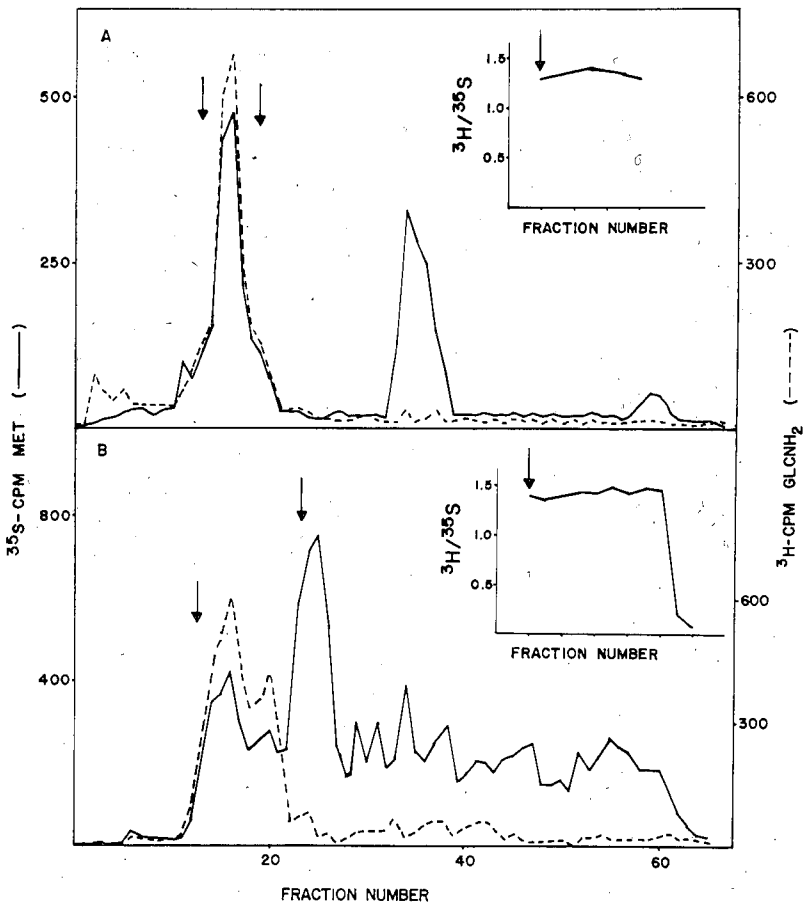 A
500
250
600
300
1.5
1.0
0.5
³H/³⁵S
FRACTION NUMBER
³⁵S-CPM MET (——)
³H-CPM GLCNH₂ (-----)
B
800
400
600
300
1.5
1.0
0.5
³H/³⁵S
FRACTION NUMBER
20
40
60
FRACTION NUMBER